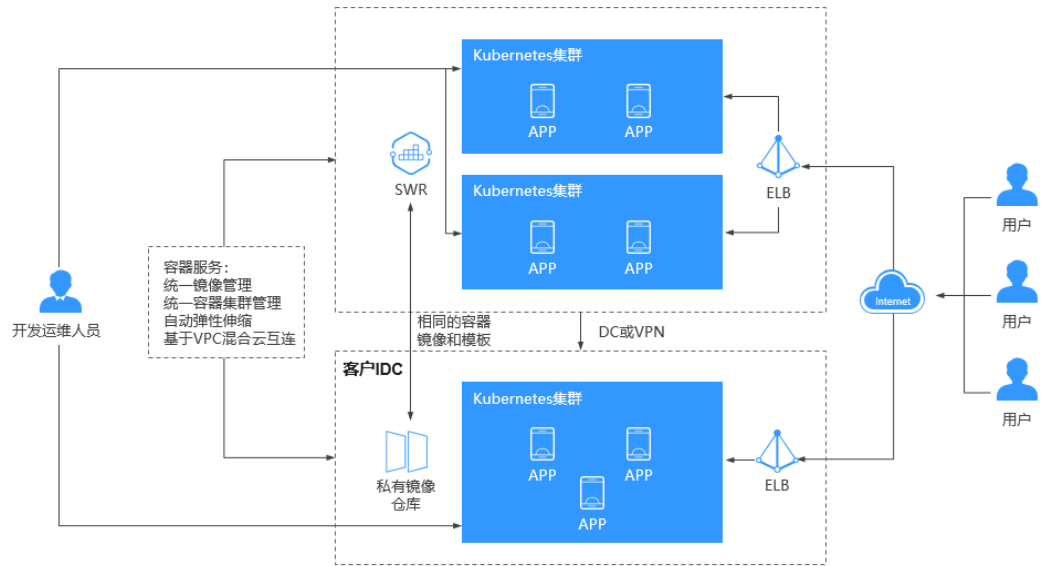 Kubernetes集群
APP
APP
SWR
Kubernetes集群
APP
APP
ELB
用户
容器服务：
统一镜像管理
统一容器集群管理
自动弹性伸缩
基于VPC混合云互连
开发运维人员
相同的容器
镜像和模板
DC或VPN
Internet
用户
客户IDC
Kubernetes集群
APP
APP
APP
私有镜像
仓库
ELB
用户